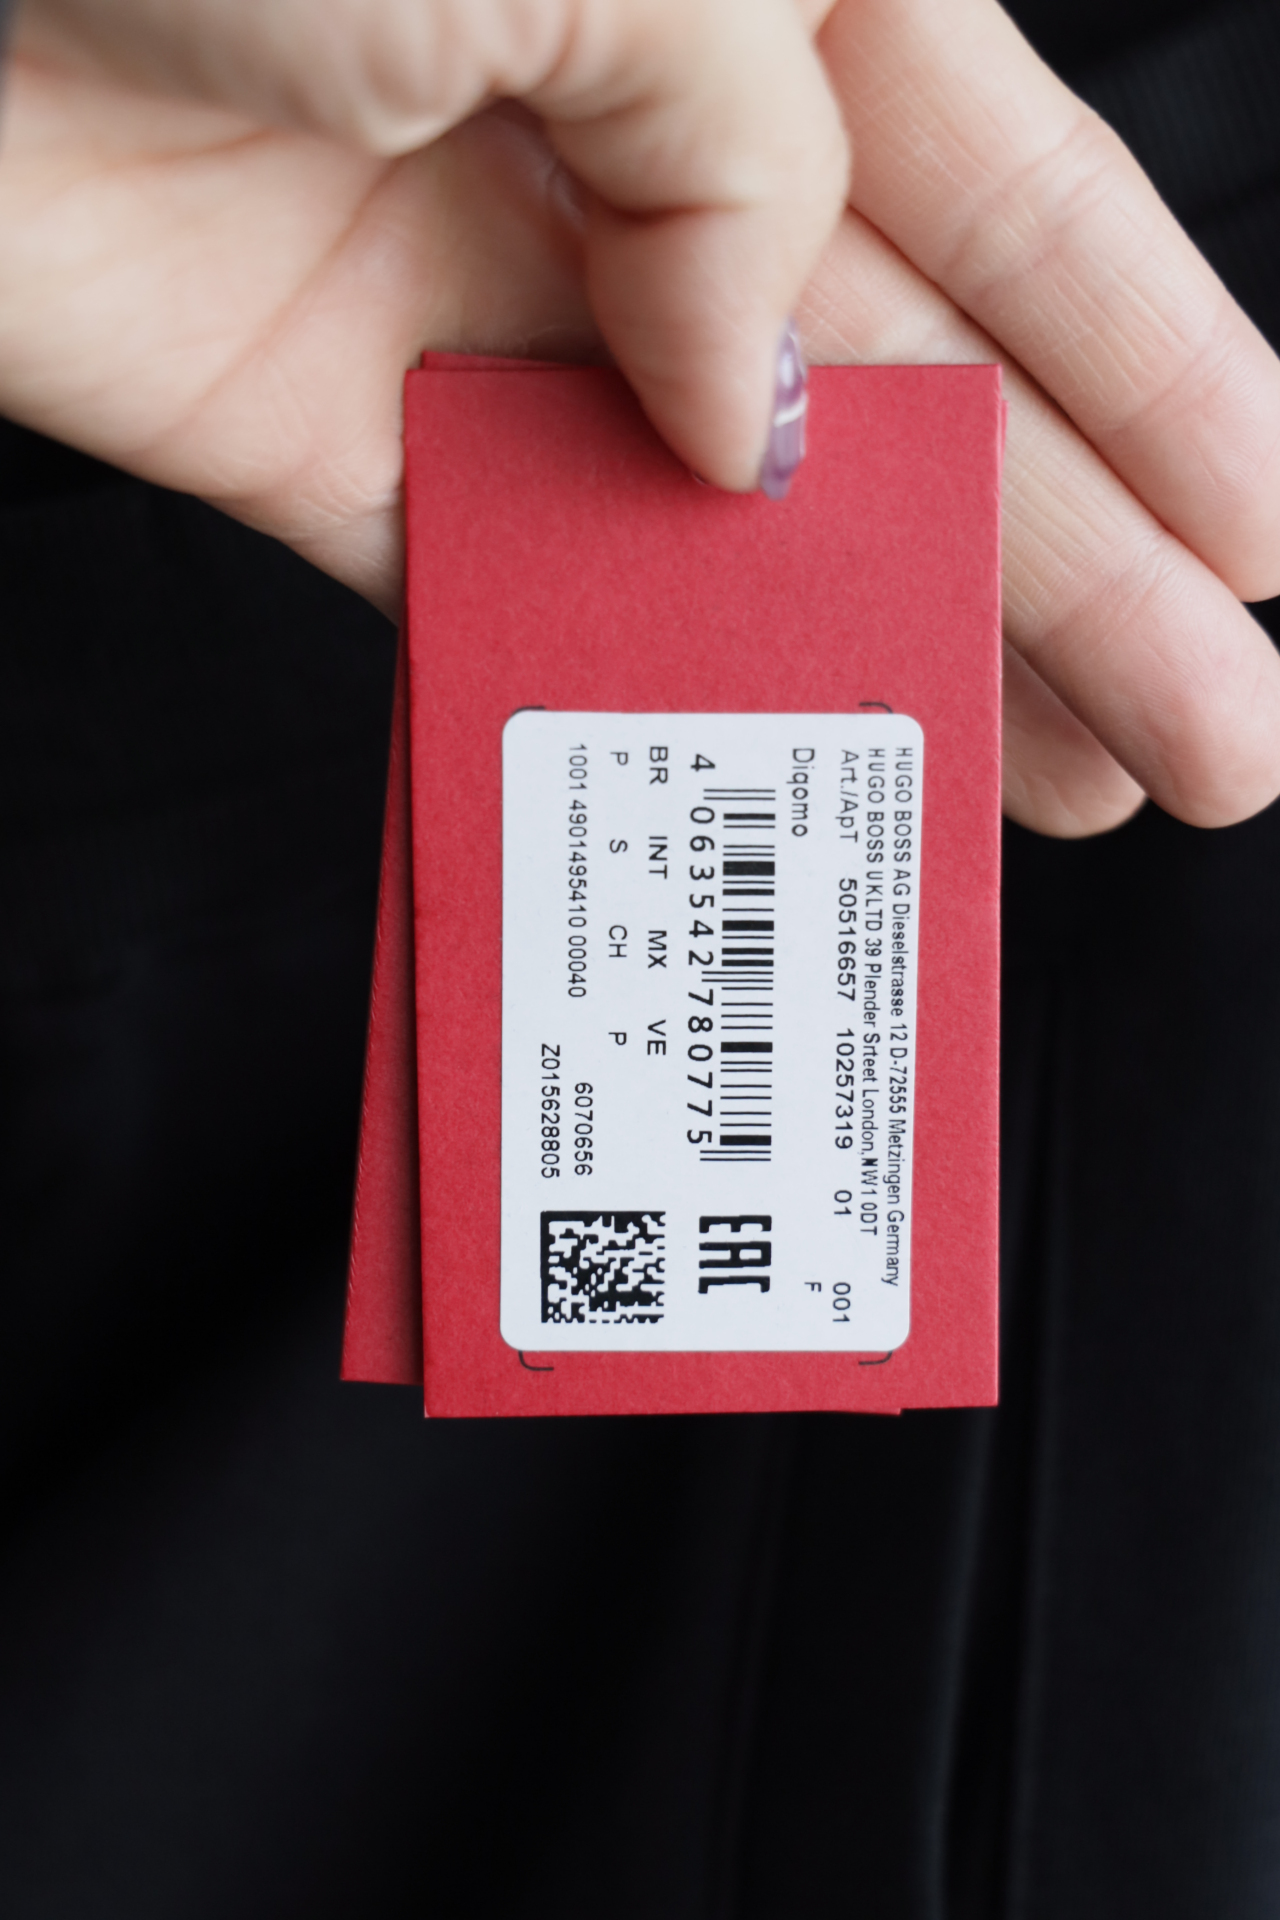 HUGO BOSS AG Dieselstrasse 12 D-72555 Metzingen Germany
HUGO BOSS UKLTD 39 Plender Srteet London,NW1 0DT
Art./ApT 50516657 10257319 01 001
Diqomo F
4 063542 780775
EAC
BR INT MX VE
P S CH P
1001 4901495410 00040 6070656
Z015628805